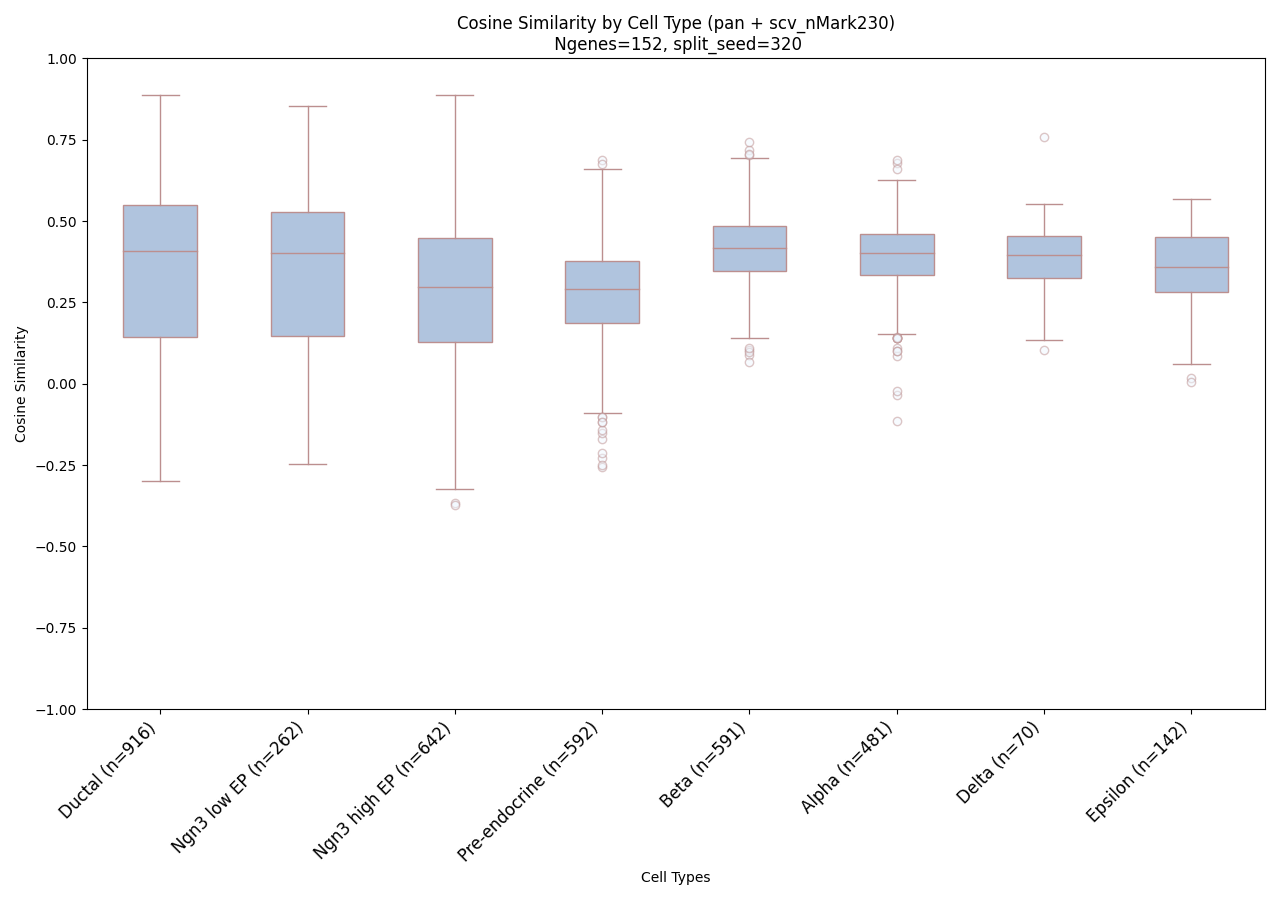 Cosine Similarity by Cell Type (pan + scv_nMark230)
Ngenes=152, split_seed=320
1.00
0.75
0.50
0.25
0.00
−0.25
−0.50
−0.75
−1.00
Cosine Similarity
Ductal (n=916)
Ngn3 low EP (n=262)
Ngn3 high EP (n=642)
Pre-endocrine (n=592)
Beta (n=591)
Alpha (n=481)
Delta (n=70)
Epsilon (n=142)
Cell Types